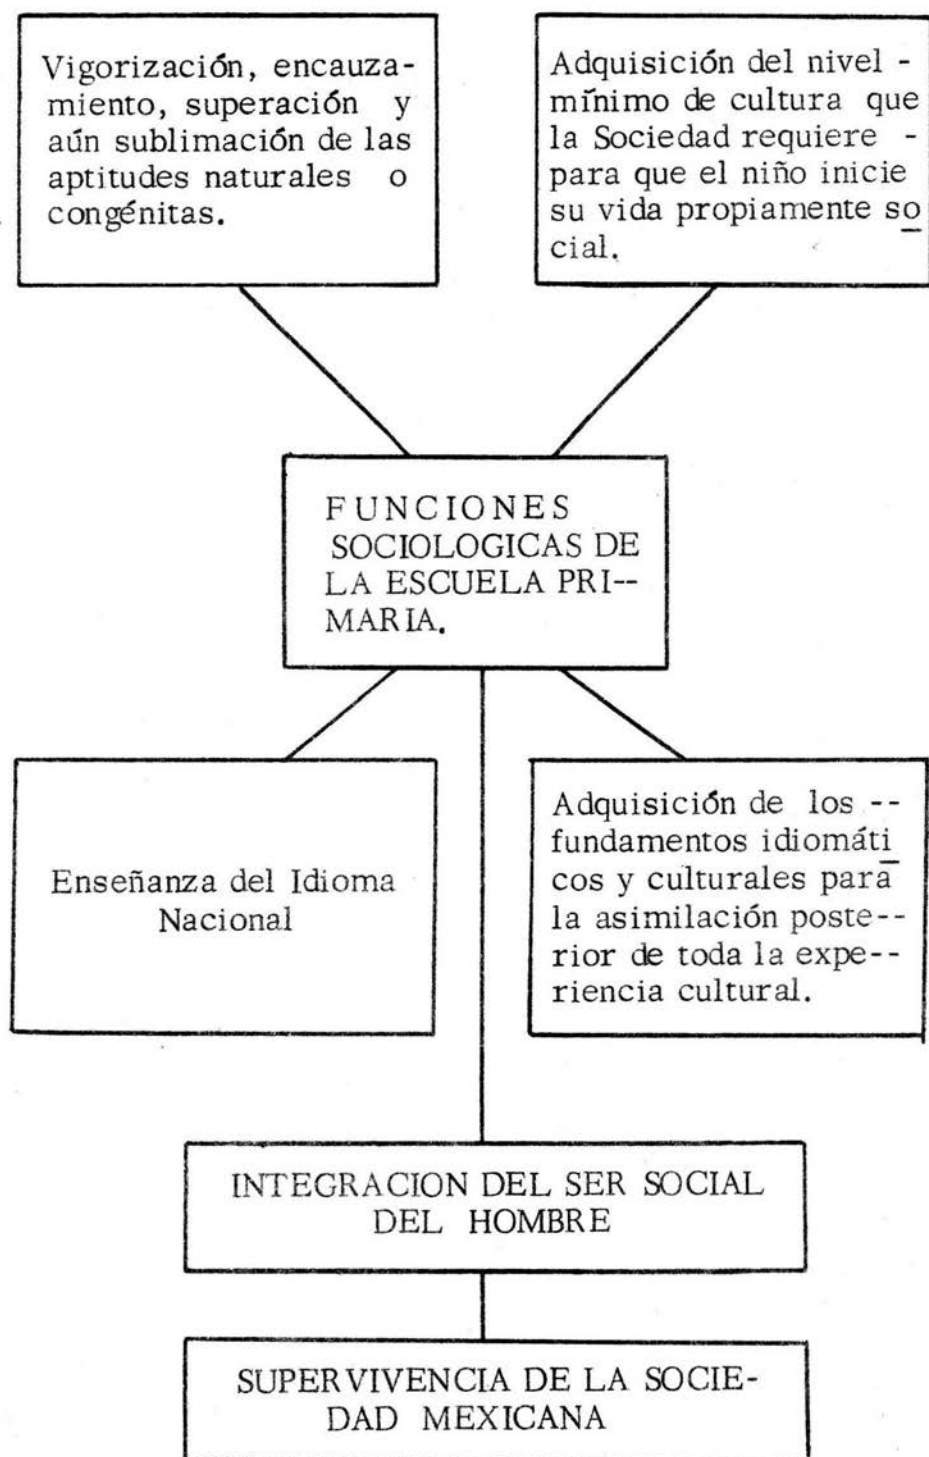 Vigorización, encauza-
miento, superación y
aún sublimación de las
aptitudes naturales o
congénitas.
Adquisición del nivel -
mínimo de cultura que
la Sociedad requiere -
para que el niño inicie
su vida propiamente so
cial.
FUNCIONES
SOCIOLOGICAS DE
LA ESCUELA PRI--
MARIA.
Enseñanza del Idioma
Nacional
Adquisición de los --
fundamentos idiomáti
cos y culturales para
la asimilación poste--
rior de toda la expe--
riencia cultural.
INTEGRACION DEL SER SOCIAL
DEL HOMBRE
SUPERVIVENCIA DE LA SOCIE-
DAD MEXICANA